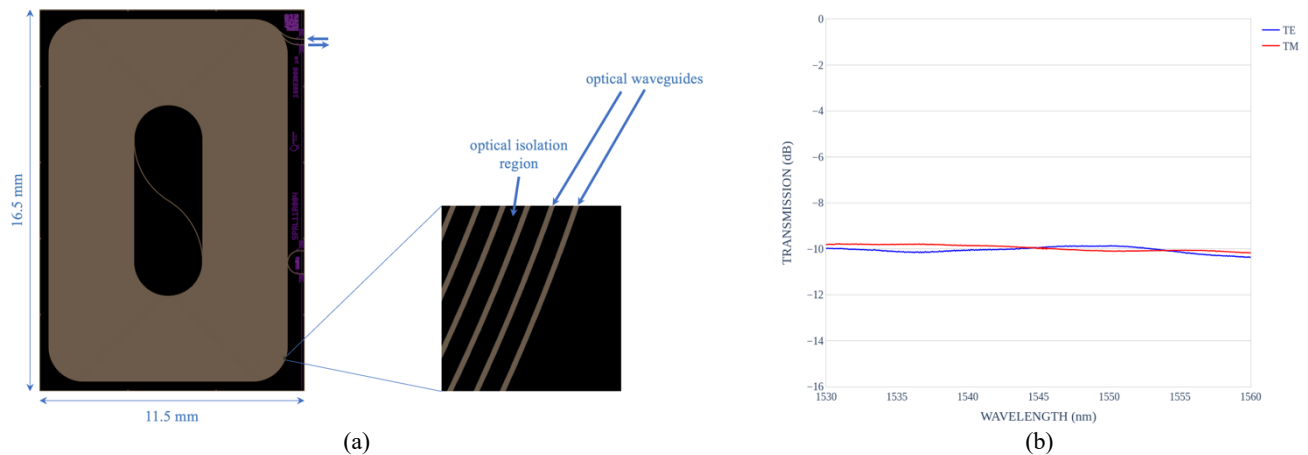 optical waveguides
optical isolation
region
16.5 mm
11.5 mm
(a)
TE
TM
0
−2
−4
−6
−8
−10
−12
−14
−16
TRANSMISSION (dB)
1530
1535
1540
1545
1550
1555
1560
WAVELENGTH (nm)
(b)